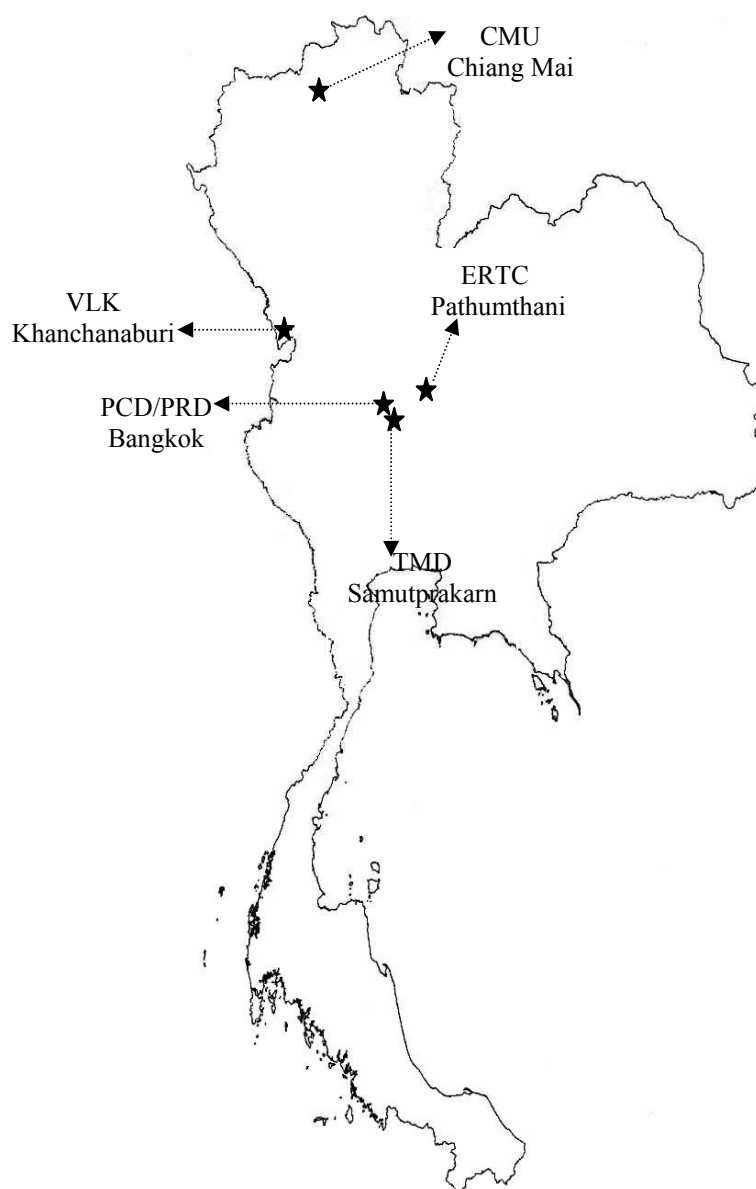 CMU
Chiang Mai
ERTC
Pathumthani
VLK
Khanchanaburi
PCD/PRD
Bangkok
TMD
Samutprakarn